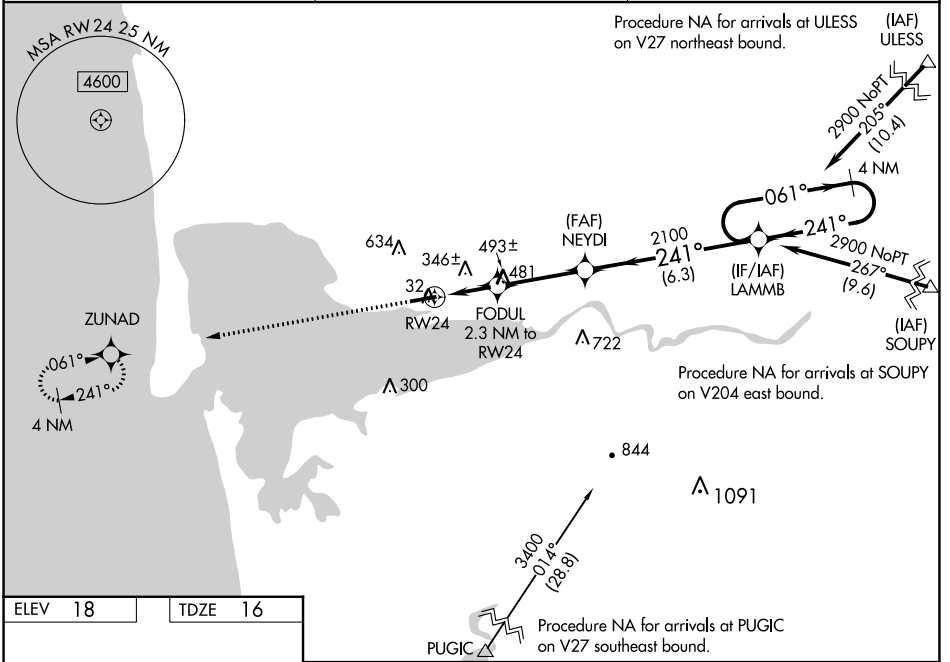 MSA RW24 25 NM
4600
Procedure NA for arrivals at ULESS
on V27 northeast bound.
(IAF)
ULESS
2900 NoPT
205°
(10.4)
4 NM
061°
241°
2900 NoPT
267°
(9.6)
(IF/IAF)
LAMMB
(IAF)
SOUPY
2100
241°
(6.3)
(FAF)
NEYDI
634
346±
493±
481
32
RW24
FODUL
2.3 NM to
RW24
722
ZUNAD
061°
241°
4 NM
300
Procedure NA for arrivals at SOUPY
on V204 east bound.
844
1091
3400
014°
(28.8)
ELEV 18
TDZE 16
Procedure NA for arrivals at PUGIC
on V27 southeast bound.
PUGIC